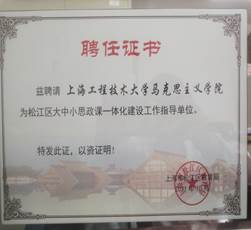 聘任证书
兹聘请 上海工程技术大学马克思主义学院
为松江区大中小思政课一体化建设工作指导单位。
特发此证，以资证明！